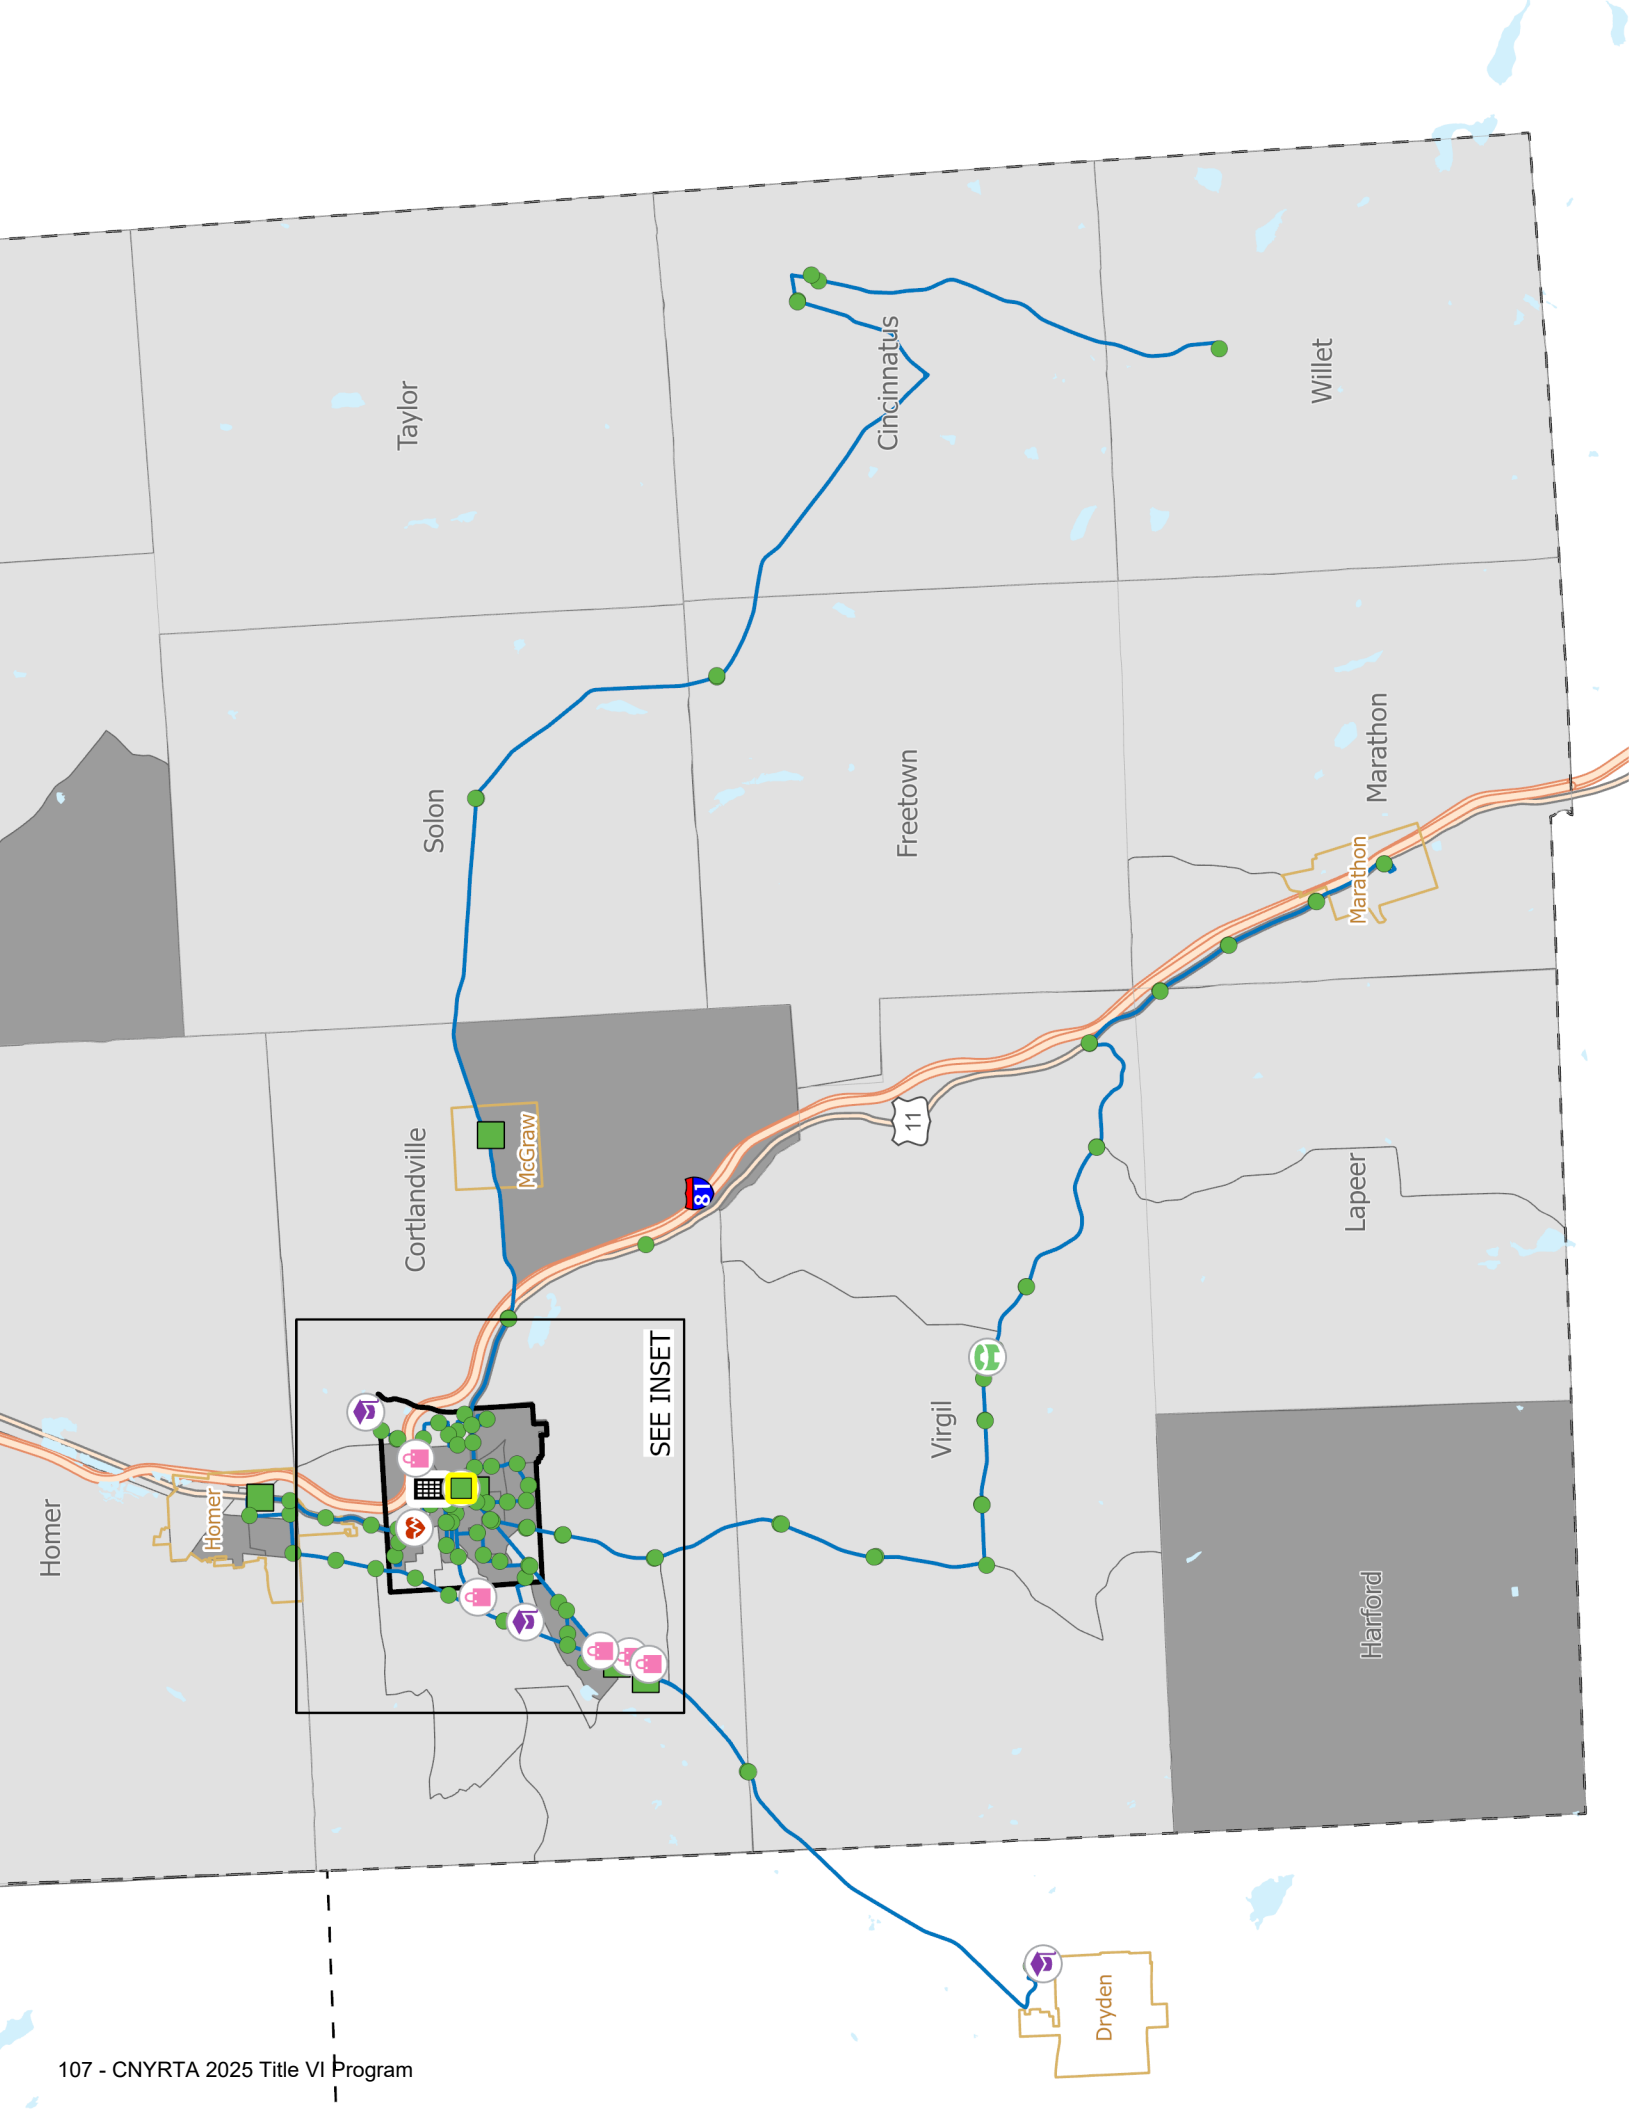 Taylor
Cincinnatus
Willet
Solon
Freetown
Marathon
Marathon
Cortlandville
McGraw
11
81
Lapeer
SEE INSET
Virgil
Homer
Homer
Harford
Dryden
107 - CNYRTA 2025 Title VI Program